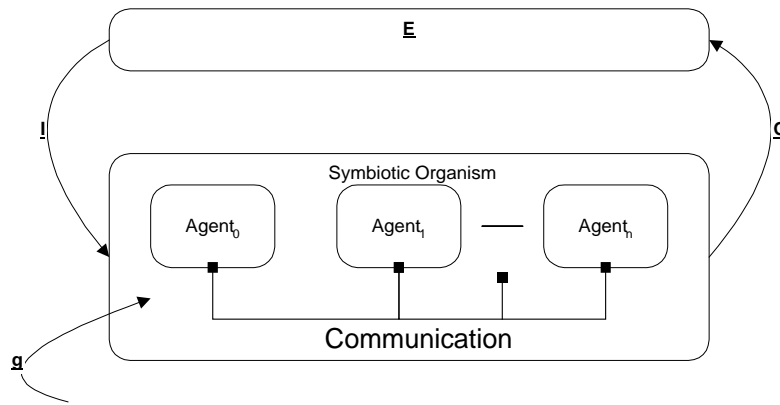 E
I
Symbiotic Organism
Agent₀
Agent₁
Agentₙ
Communication
g